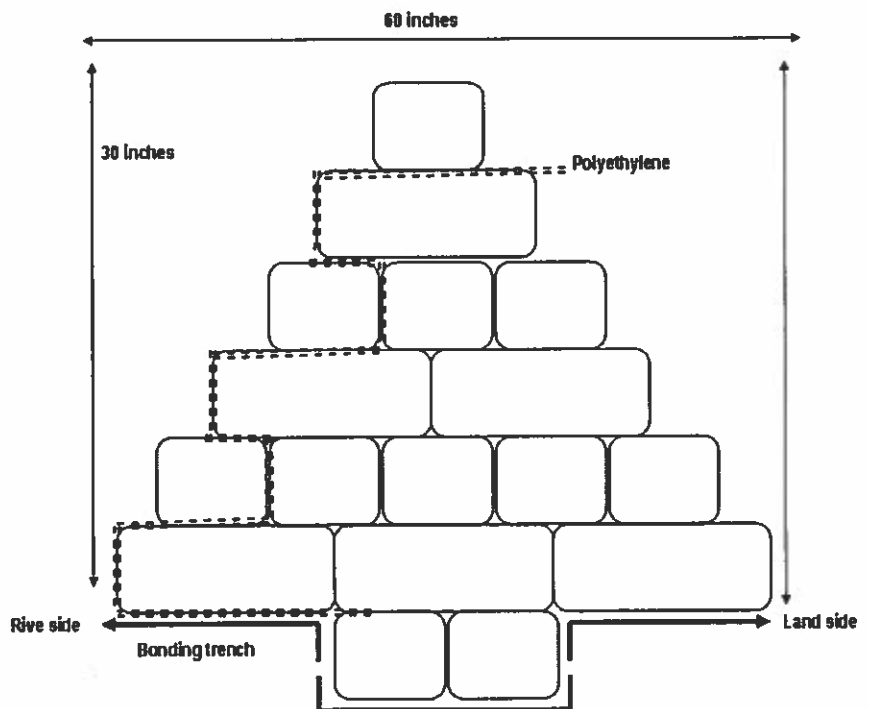 60 inches
30 inches
Polyethylene
Rive side
Land side
Bonding trench